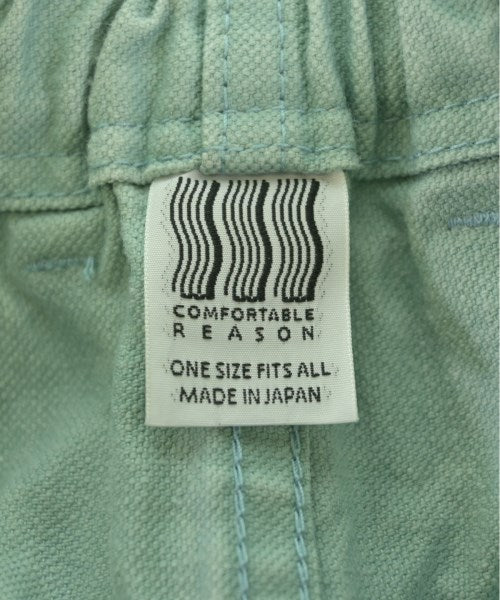 COMFORTABLE
REASON
ONE SIZE FITS ALL
MADE IN JAPAN